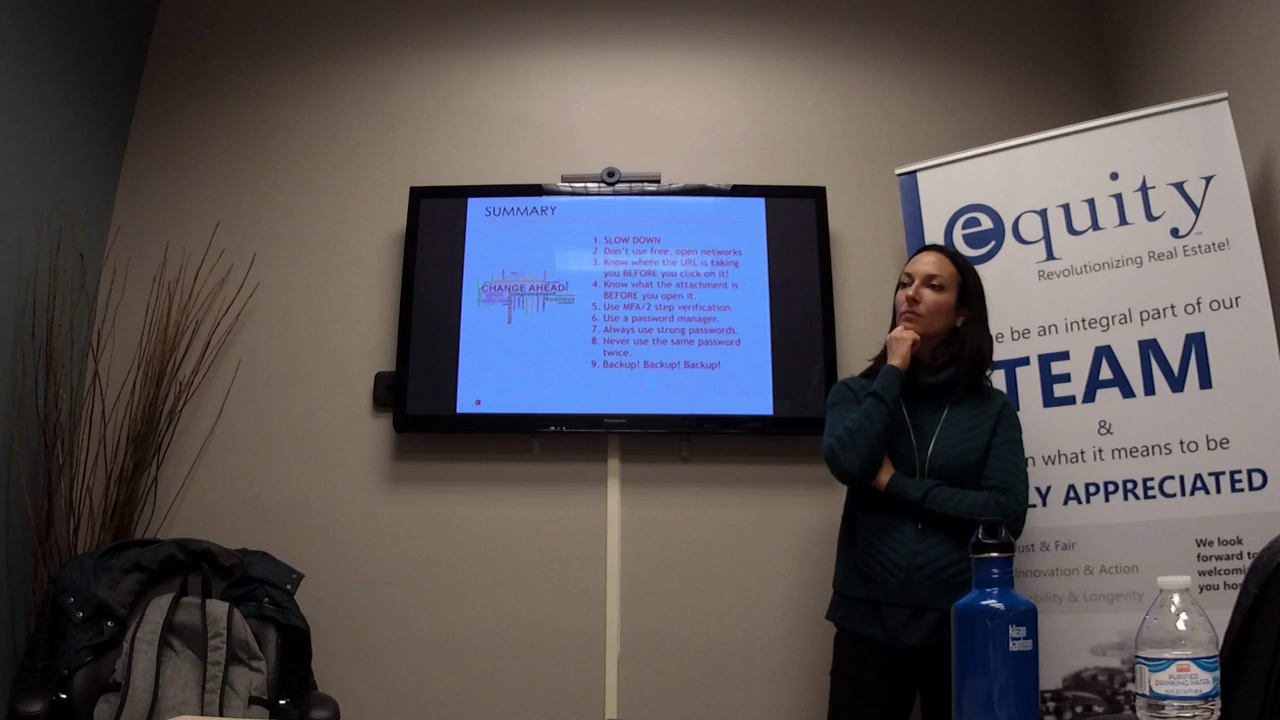 SUMMARY
1. SLOW DOWN
2. Don't use free, open networks
3. Know where the URL is taking
you BEFORE you click on it!
4. Know what the attachment is
BEFORE you open it.
5. Use MFA/2 step verification.
6. Use a password manager.
7. Always use strong passwords.
8. Never use the same password
twice.
9. Backup! Backup! Backup!
CHANGE AHEAD!
improvement
business
Panasonic
equity
Revolutionizing Real Estate!
e be an integral part of our
TEAM
&
n what it means to be
LY APPRECIATED
ust & Fair
Innovation & Action
bility & Longevity
We look
forward to
welcomi
you ho
klean
kanteen
PURIFIED
DRINKING WATER